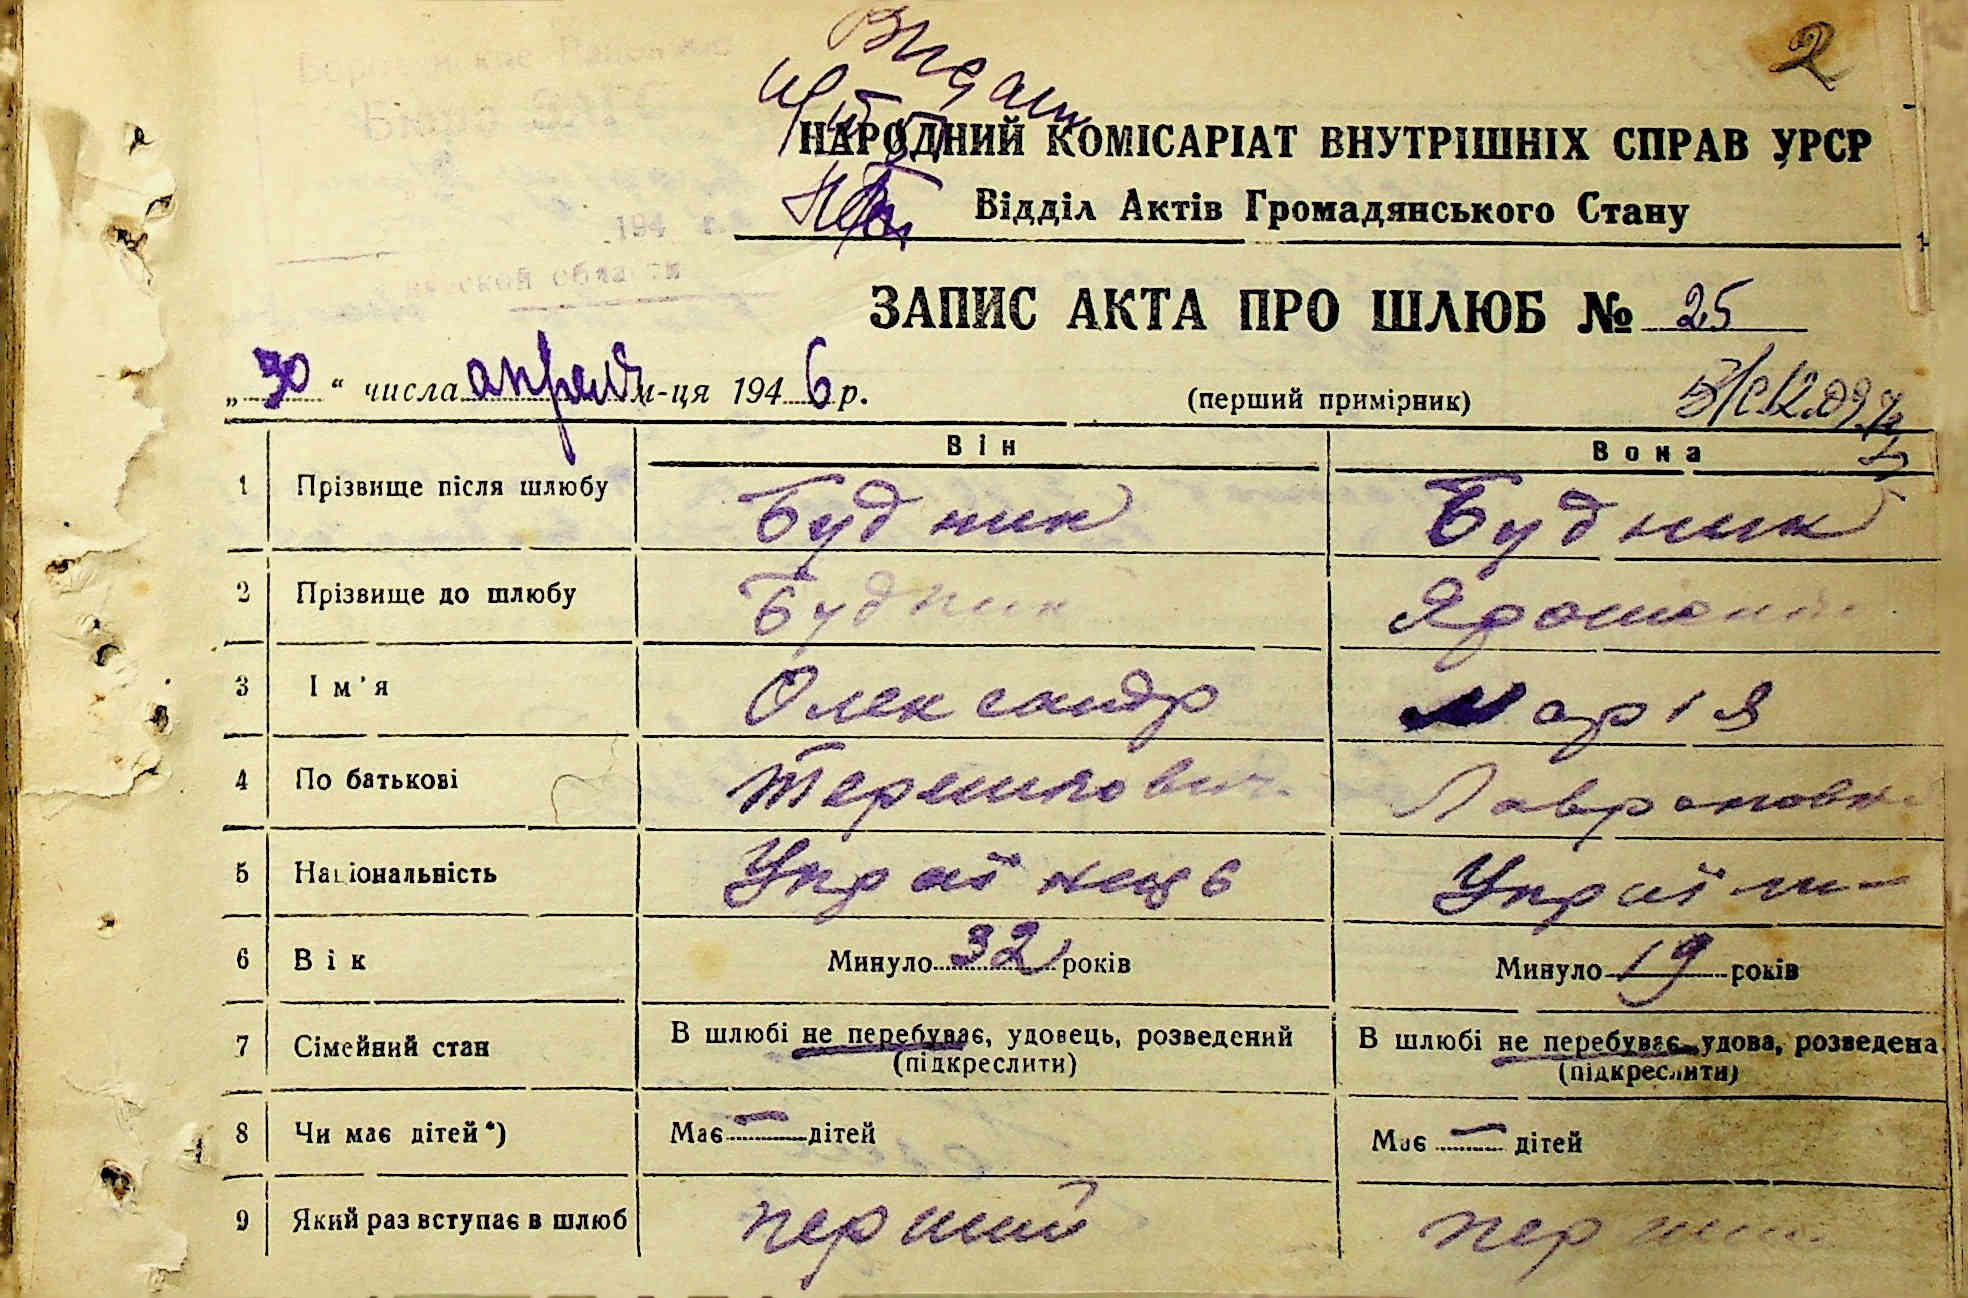 2
НАРОДНИЙ КОМІСАРІАТ ВНУТРІШНІХ СПРАВ УРСР
Відділ Актів Громадянського Стану
194
области
ЗАПИС АКТА ПРО ШЛЮБ № 25
„30“ числа апреля м-ця 1946 р.
(перший примірник)
Він Вона
1 Прізвище після шлюбу Будник Будник
2 Прізвище до шлюбу Будник
3 Ім'я Олександр Марія
4 По батькові
5 Національність Українець
6 Вік Минуло 32 років Минуло 19 років
7 Сімейний стан В шлюбі не перебуває, удовець, розведений (підкреслити) В шлюбі не перебуває, удова, розведена (підкреслити)
8 Чи має дітей*) Має — дітей Має — дітей
9 Який раз вступає в шлюб перший перший